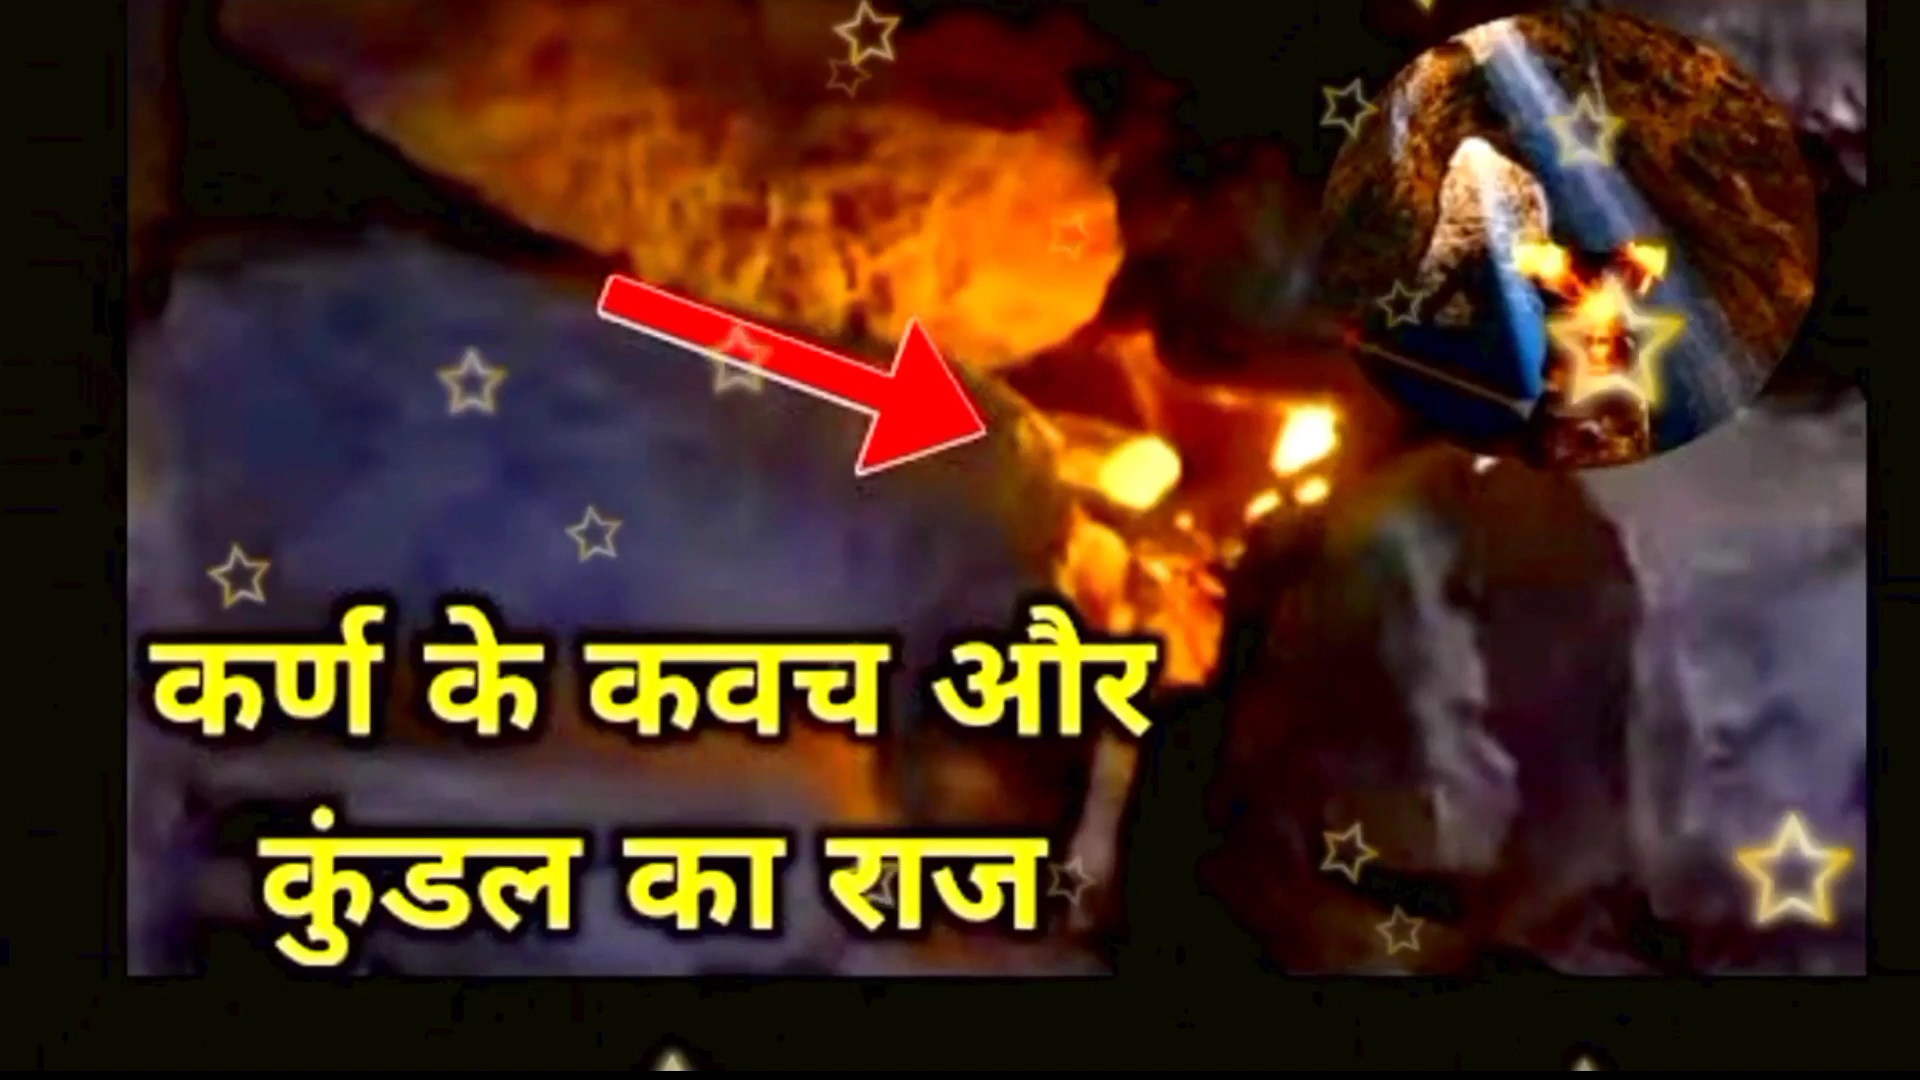 कर्ण के कवच और
कुंडल का राज